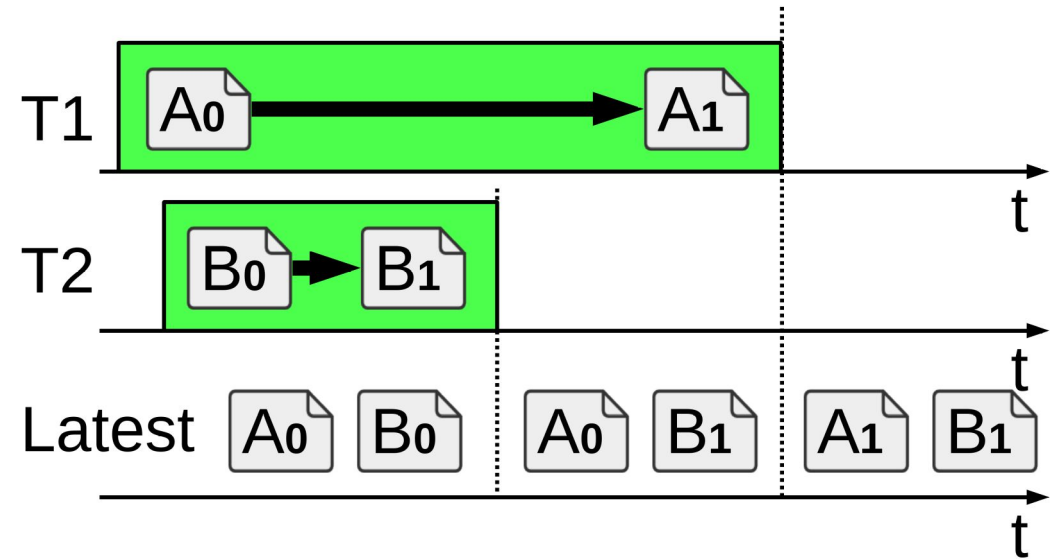 T1 A0 A1
t
T2 B0 B1
t
Latest A0 B0 A0 B1 A1 B1
t